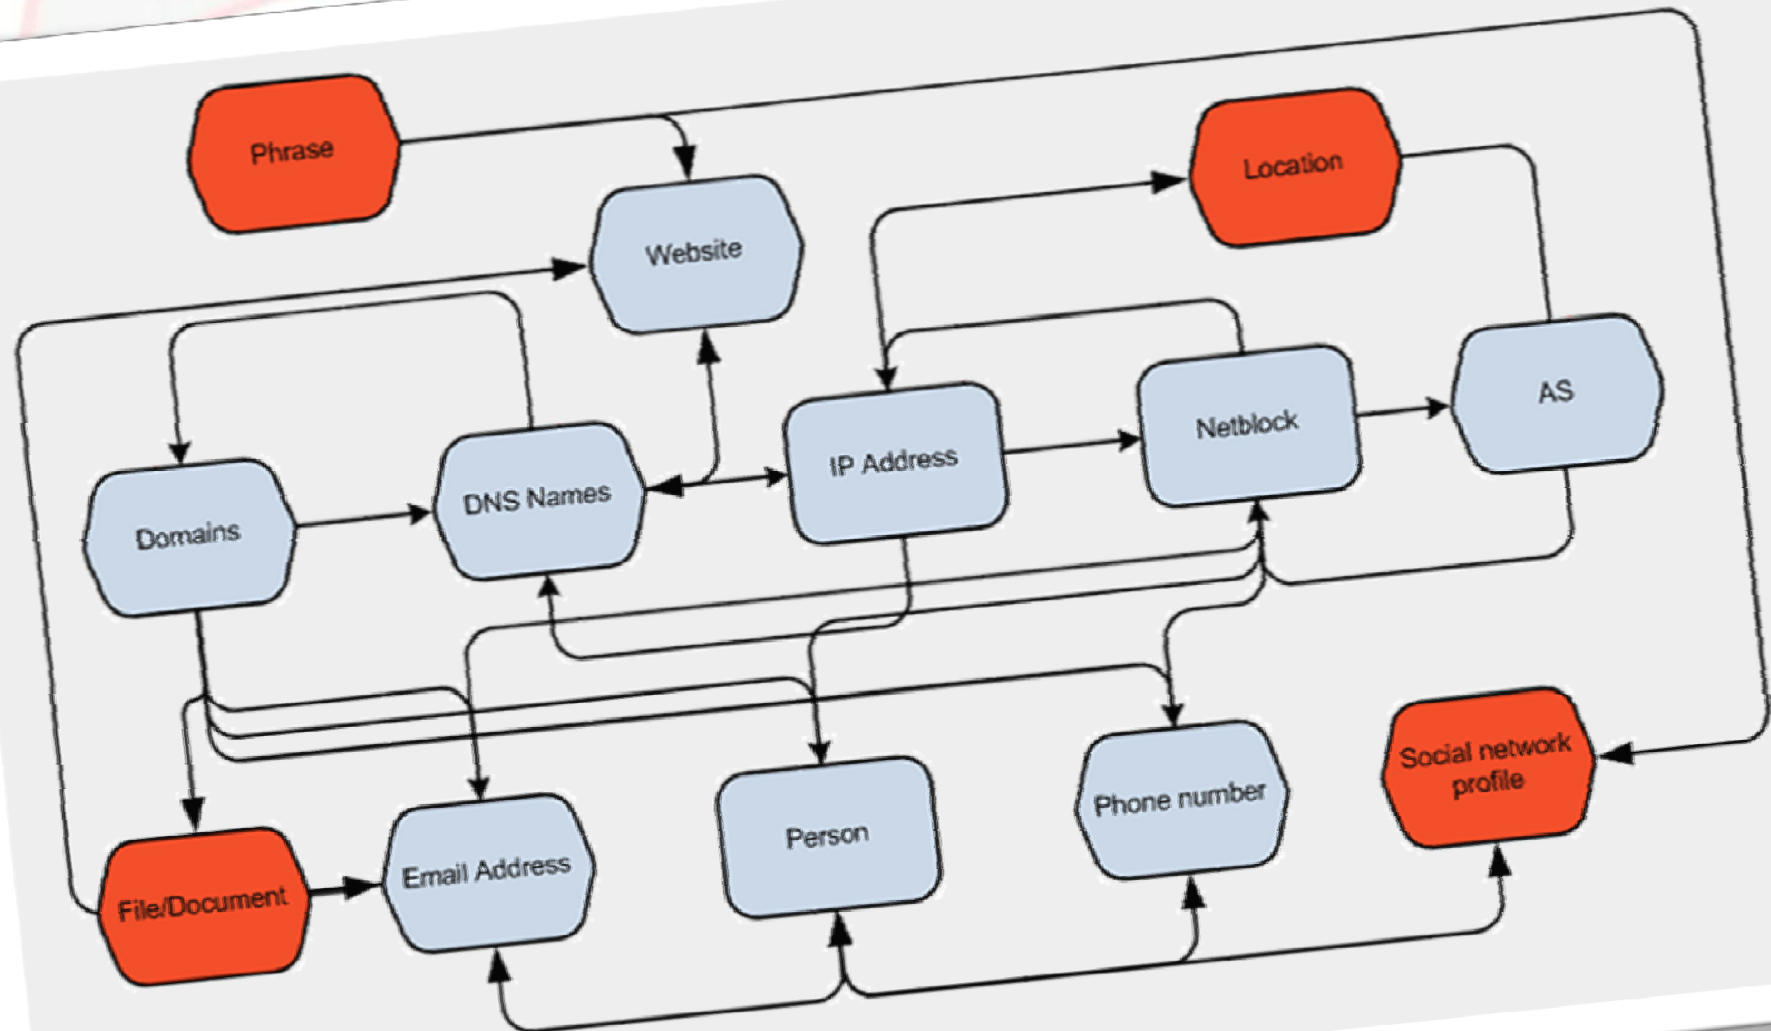 Phrase
Location
Website
AS
Netblock
IP Address
DNS Names
Domains
Social network
profile
Phone number
Person
Email Address
File/Document